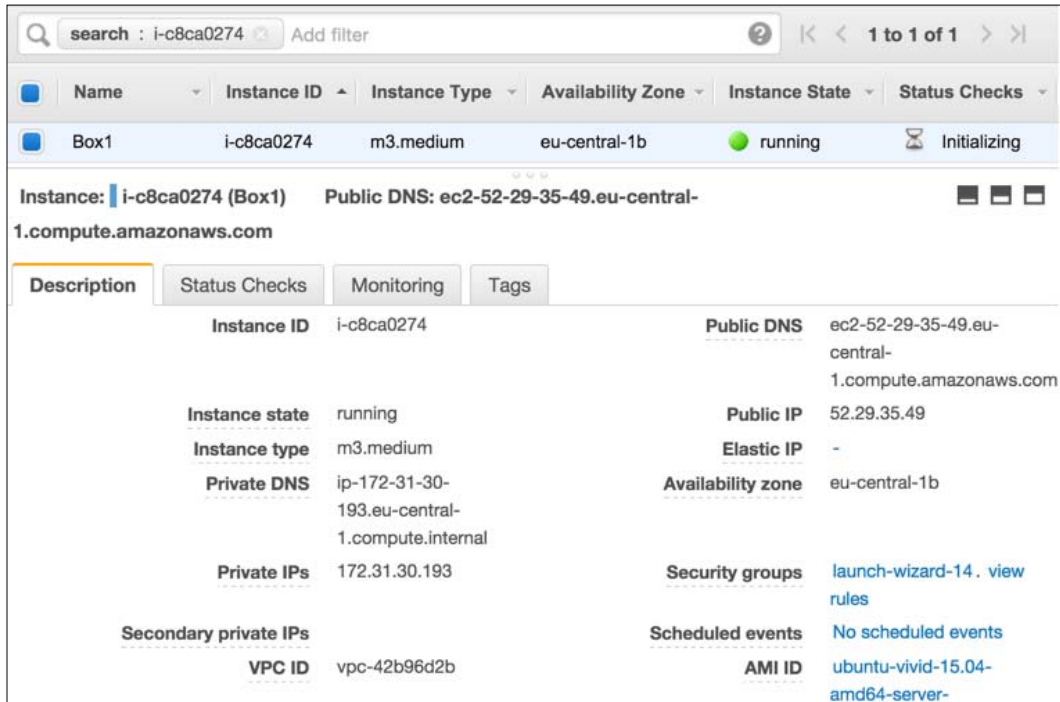 search : i-c8ca0274 Add filter 1 to 1 of 1
Name Instance ID Instance Type Availability Zone Instance State Status Checks
Box1 i-c8ca0274 m3.medium eu-central-1b running Initializing
Instance: i-c8ca0274 (Box1) Public DNS: ec2-52-29-35-49.eu-central-
1.compute.amazonaws.com
Description Status Checks Monitoring Tags
Instance ID i-c8ca0274 Public DNS ec2-52-29-35-49.eu-
central-
1.compute.amazonaws.com
Instance state running Public IP 52.29.35.49
Instance type m3.medium Elastic IP -
Private DNS ip-172-31-30- Availability zone eu-central-1b
193.eu-central-
1.compute.internal
Private IPs 172.31.30.193 Security groups launch-wizard-14. view
rules
Secondary private IPs Scheduled events No scheduled events
VPC ID vpc-42b96d2b AMI ID ubuntu-vivid-15.04-
amd64-server-